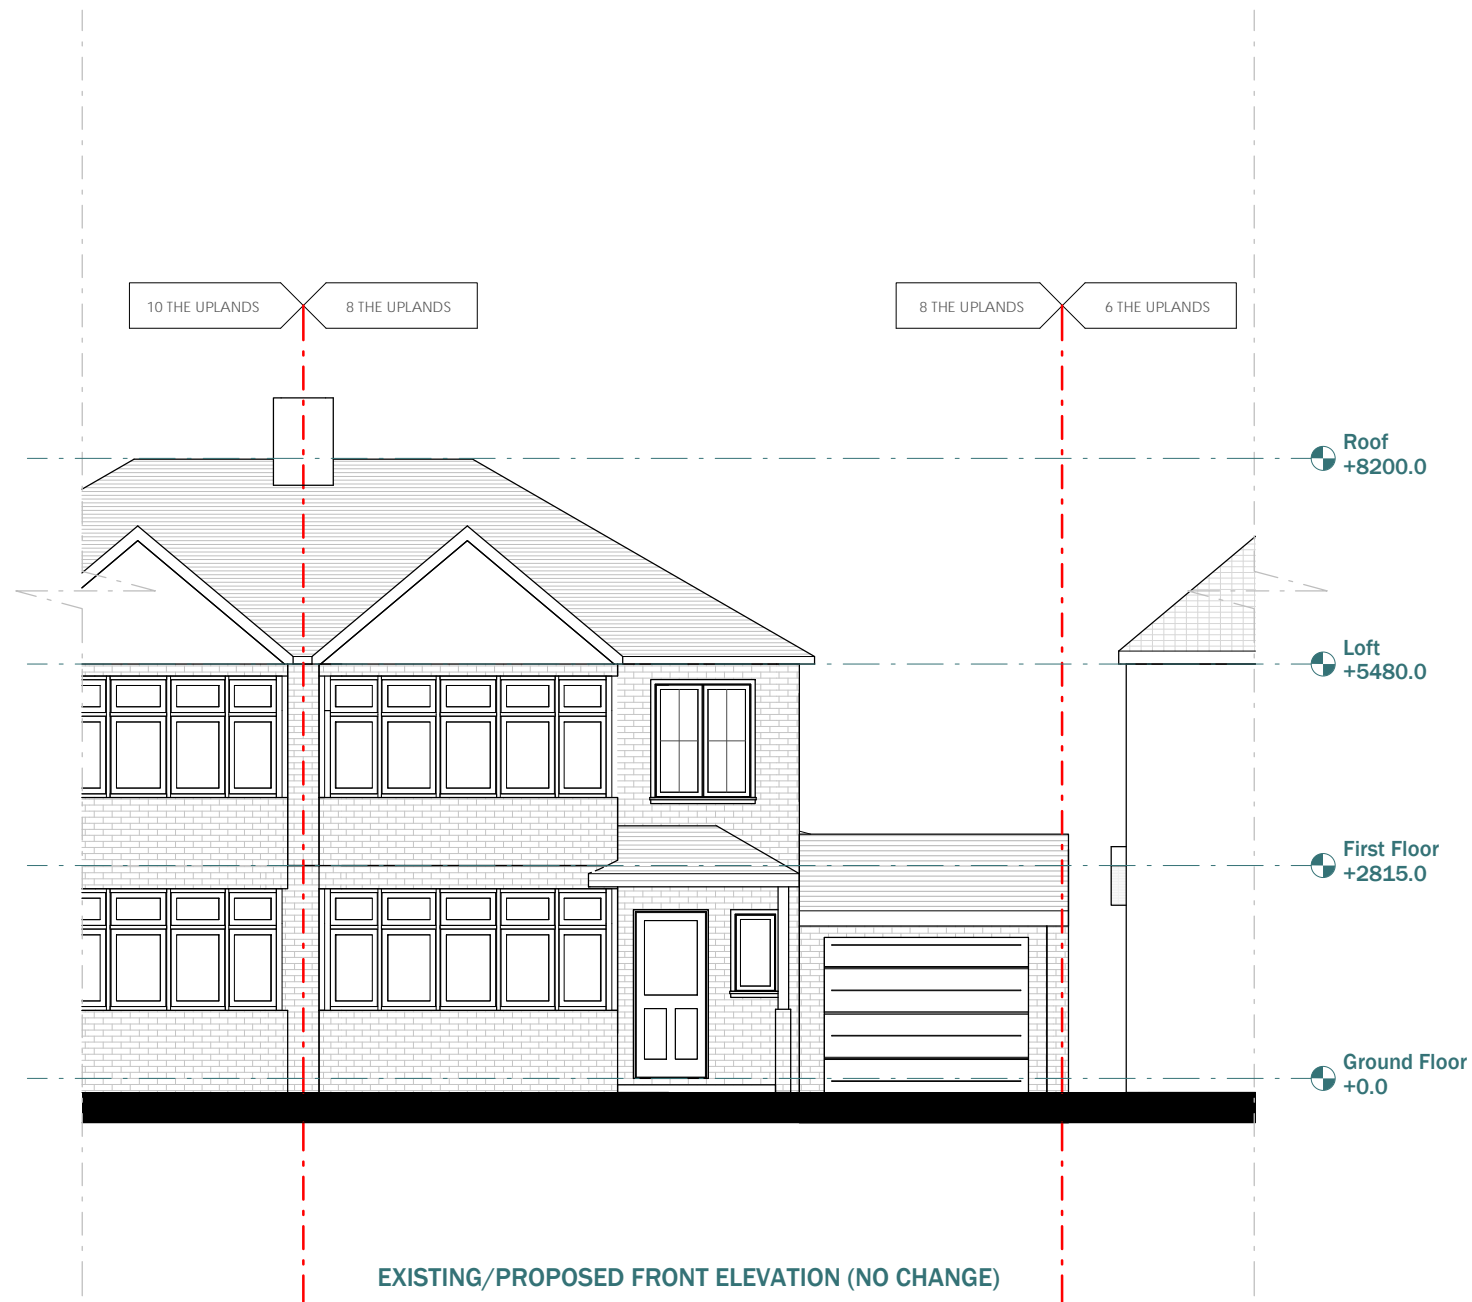 10 THE UPLANDS
8 THE UPLANDS
8 THE UPLANDS
6 THE UPLANDS
Roof
+8200.0
Loft
+5480.0
First Floor
+2815.0
Ground Floor
+0.0
EXISTING/PROPOSED FRONT ELEVATION (NO CHANGE)